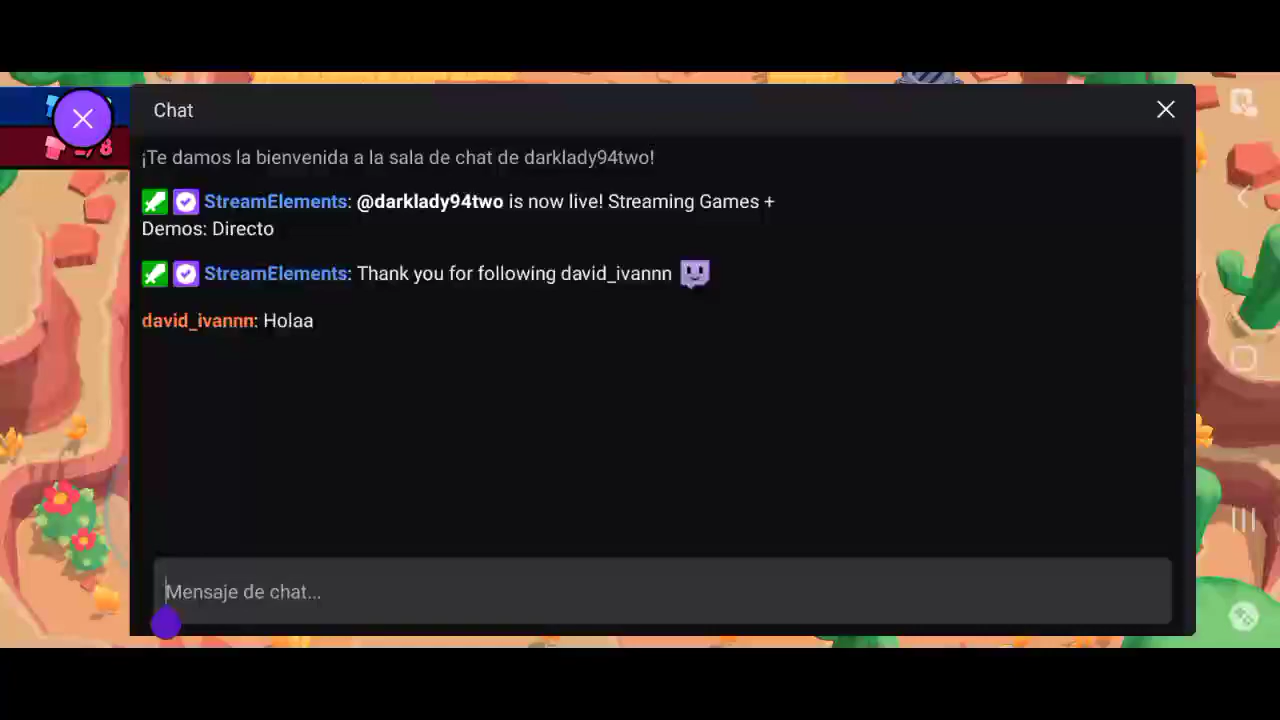 Chat
¡Te damos la bienvenida a la sala de chat de darklady94two!
StreamElements: @darklady94two is now live! Streaming Games +
Demos: Directo
StreamElements: Thank you for following david_ivannn
david_ivannn: Holaa
Mensaje de chat...